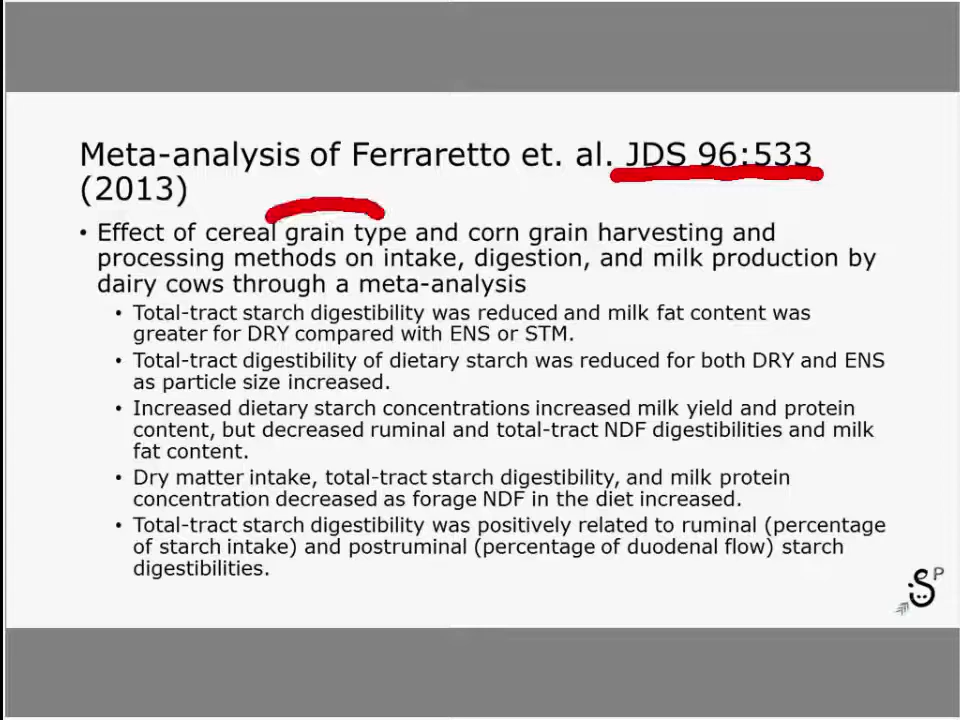 Meta-analysis of Ferraretto et. al. JDS 96:533
(2013)
• Effect of cereal grain type and corn grain harvesting and
processing methods on intake, digestion, and milk production by
dairy cows through a meta-analysis
• Total-tract starch digestibility was reduced and milk fat content was
greater for DRY compared with ENS or STM.
• Total-tract digestibility of dietary starch was reduced for both DRY and ENS
as particle size increased.
• Increased dietary starch concentrations increased milk yield and protein
content, but decreased ruminal and total-tract NDF digestibilities and milk
fat content.
• Dry matter intake, total-tract starch digestibility, and milk protein
concentration decreased as forage NDF in the diet increased.
• Total-tract starch digestibility was positively related to ruminal (percentage
of starch intake) and postruminal (percentage of duodenal flow) starch
digestibilities.
S P